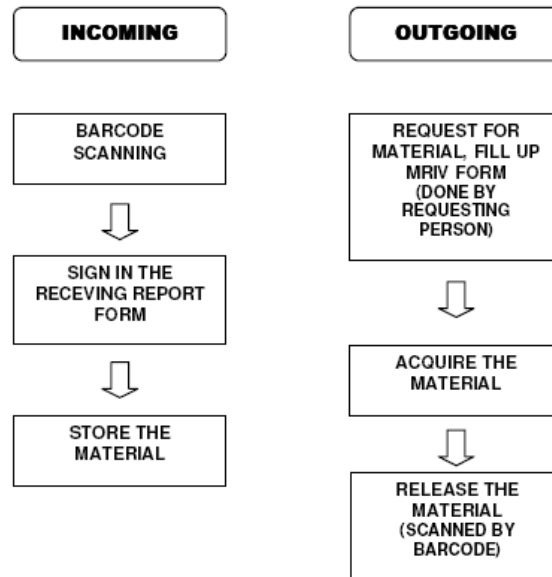 INCOMING
BARCODE
SCANNING
SIGN IN THE
RECEVING REPORT
FORM
STORE THE
MATERIAL
OUTGOING
REQUEST FOR
MATERIAL, FILL UP
MRIV FORM
(DONE BY
REQUESTING
PERSON)
ACQUIRE THE
MATERIAL
RELEASE THE
MATERIAL
(SCANNED BY
BARCODE)